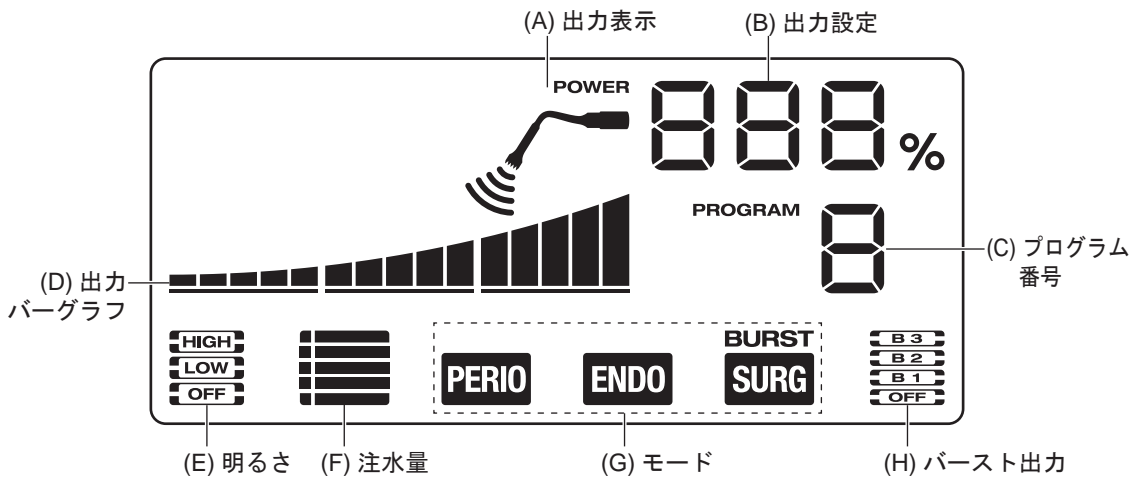 (A) 出力表示
(B) 出力設定
POWER
888%
PROGRAM
8
(C) プログラム
番号
(D) 出力
バーグラフ
HIGH
LOW
OFF
PERIO
ENDO
BURST
SURG
B 3
B 2
B 1
OFF
(E) 明るさ
(F) 注水量
(G) モード
(H) バースト出力